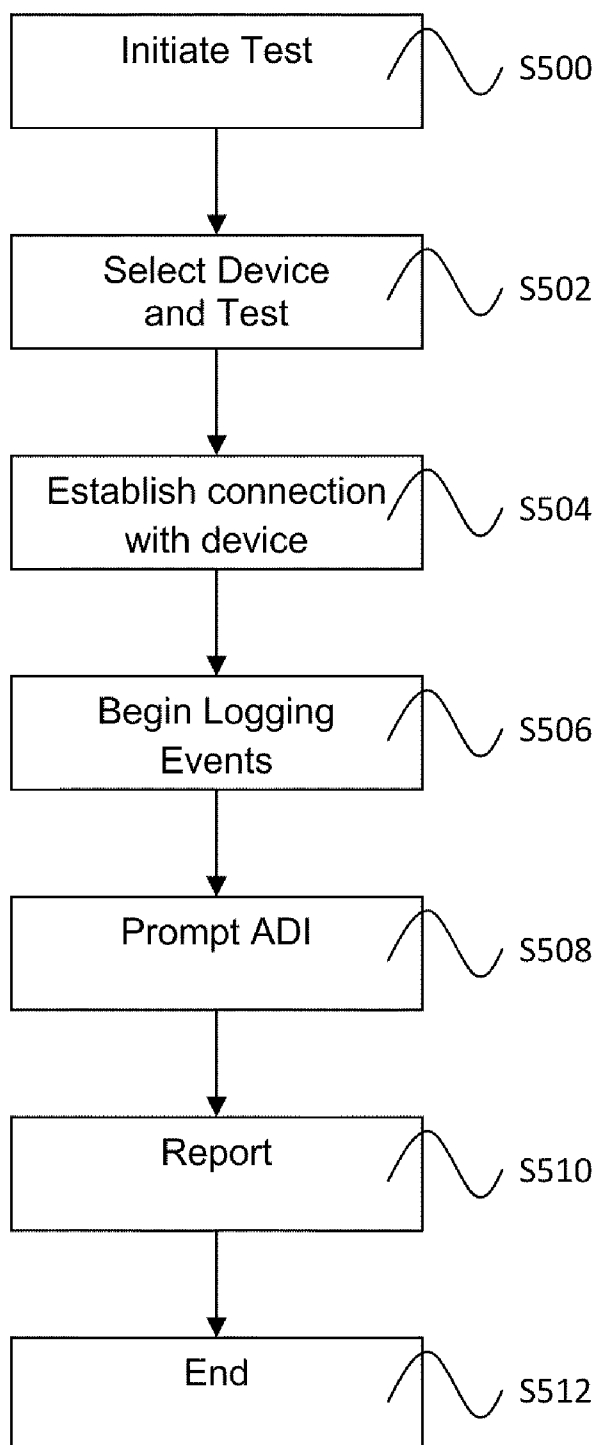 Initiate Test
S500
Select Device
and Test
S502
Establish connection
with device
S504
Begin Logging
Events
S506
Prompt ADI
S508
Report
S510
End
S512